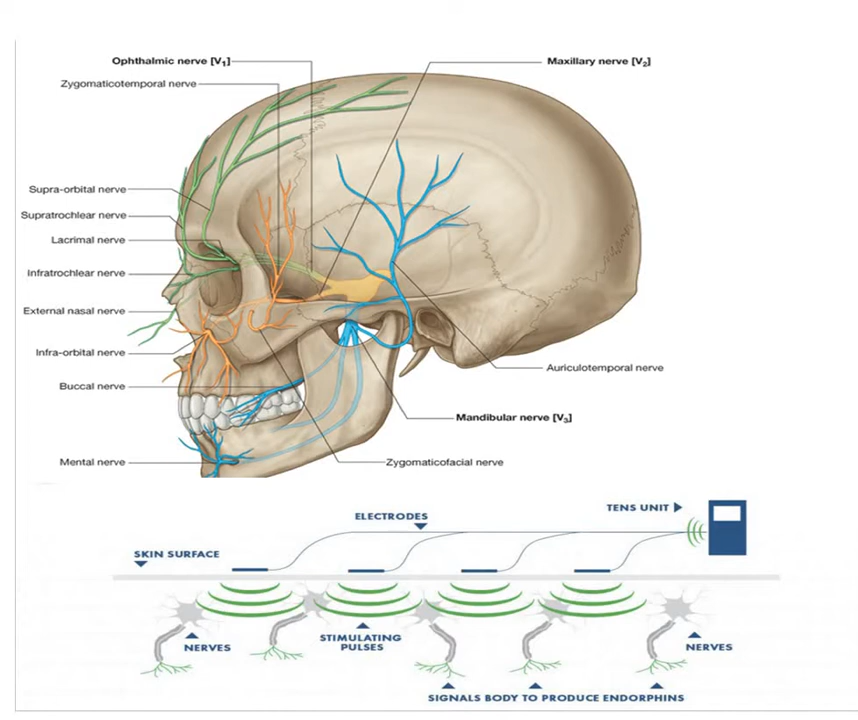 Ophthalmic nerve [V1]
Maxillary nerve [V2]
Zygomaticotemporal nerve
Supra-orbital nerve
Supratrochlear nerve
Lacrimal nerve
Infratrochlear nerve
External nasal nerve
Infra-orbital nerve
Auriculotemporal nerve
Buccal nerve
Mandibular nerve [V3]
Mental nerve
Zygomaticofacial nerve
TENS UNIT
ELECTRODES
SKIN SURFACE
STIMULATING
PULSES
NERVES
NERVES
SIGNALS BODY TO PRODUCE ENDORPHINS